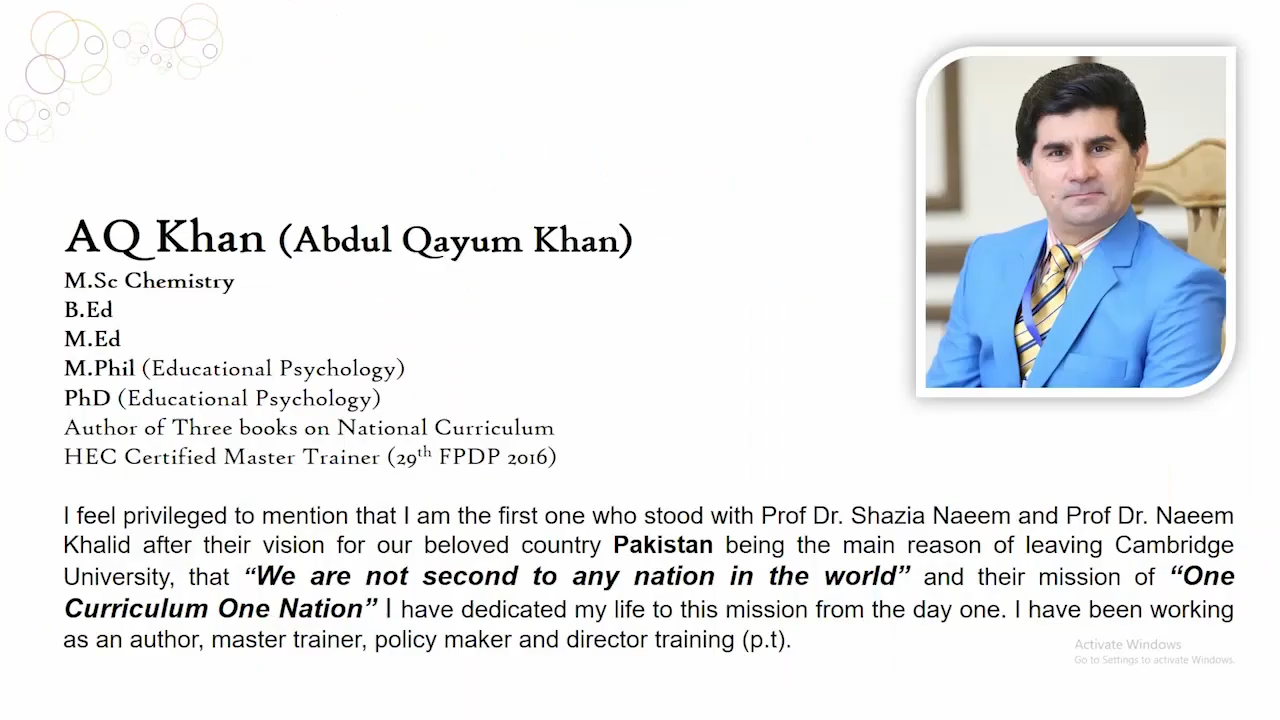 AQ Khan (Abdul Qayum Khan)
M.Sc Chemistry
B.Ed
M.Ed
M.Phil (Educational Psychology)
PhD (Educational Psychology)
Author of Three books on National Curriculum
HEC Certified Master Trainer (29th FPDP 2016)
I feel privileged to mention that I am the first one who stood with Prof Dr. Shazia Naeem and Prof Dr. Naeem
Khalid after their vision for our beloved country Pakistan being the main reason of leaving Cambridge
University, that “We are not second to any nation in the world” and their mission of “One
Curriculum One Nation” I have dedicated my life to this mission from the day one. I have been working
as an author, master trainer, policy maker and director training (p.t).
Activate Windows
Go to Settings to activate Windows.